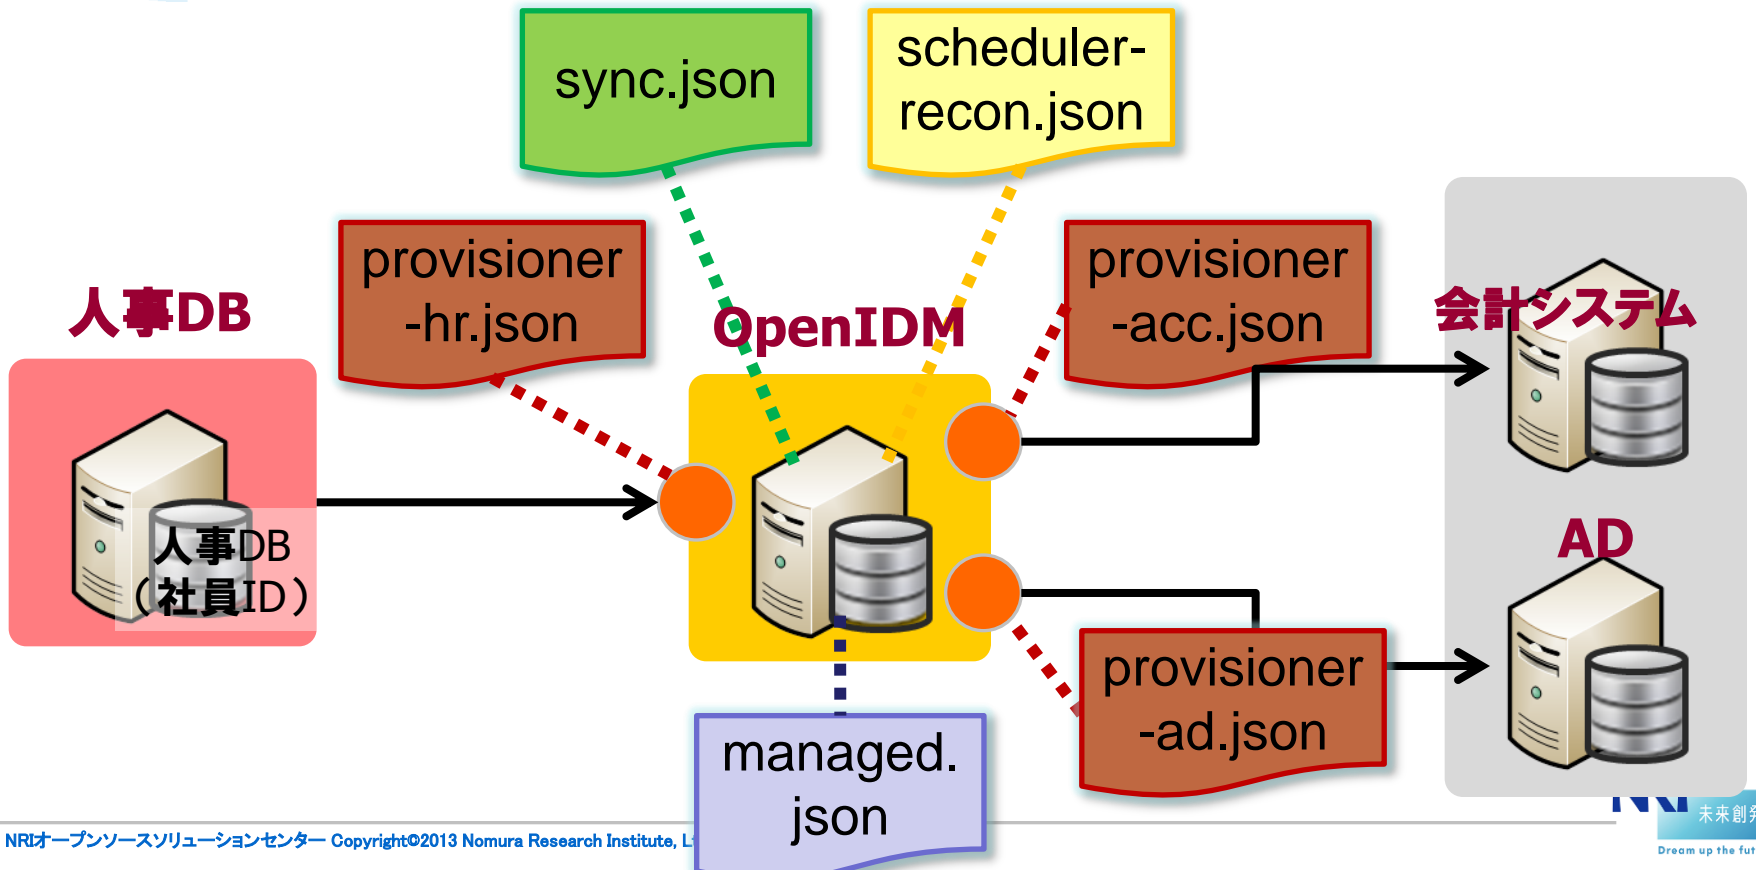 sync.json
scheduler-
recon.json
provisioner
-hr.json
provisioner
-acc.json
人事DB
OpenIDM
会計システム
人事DB
（社員ID）
AD
provisioner
-ad.json
managed.
json
NRI
未来創発
Dream up the fut
NRIオープンソースソリューションセンター Copyright©2013 Nomura Research Institute, L